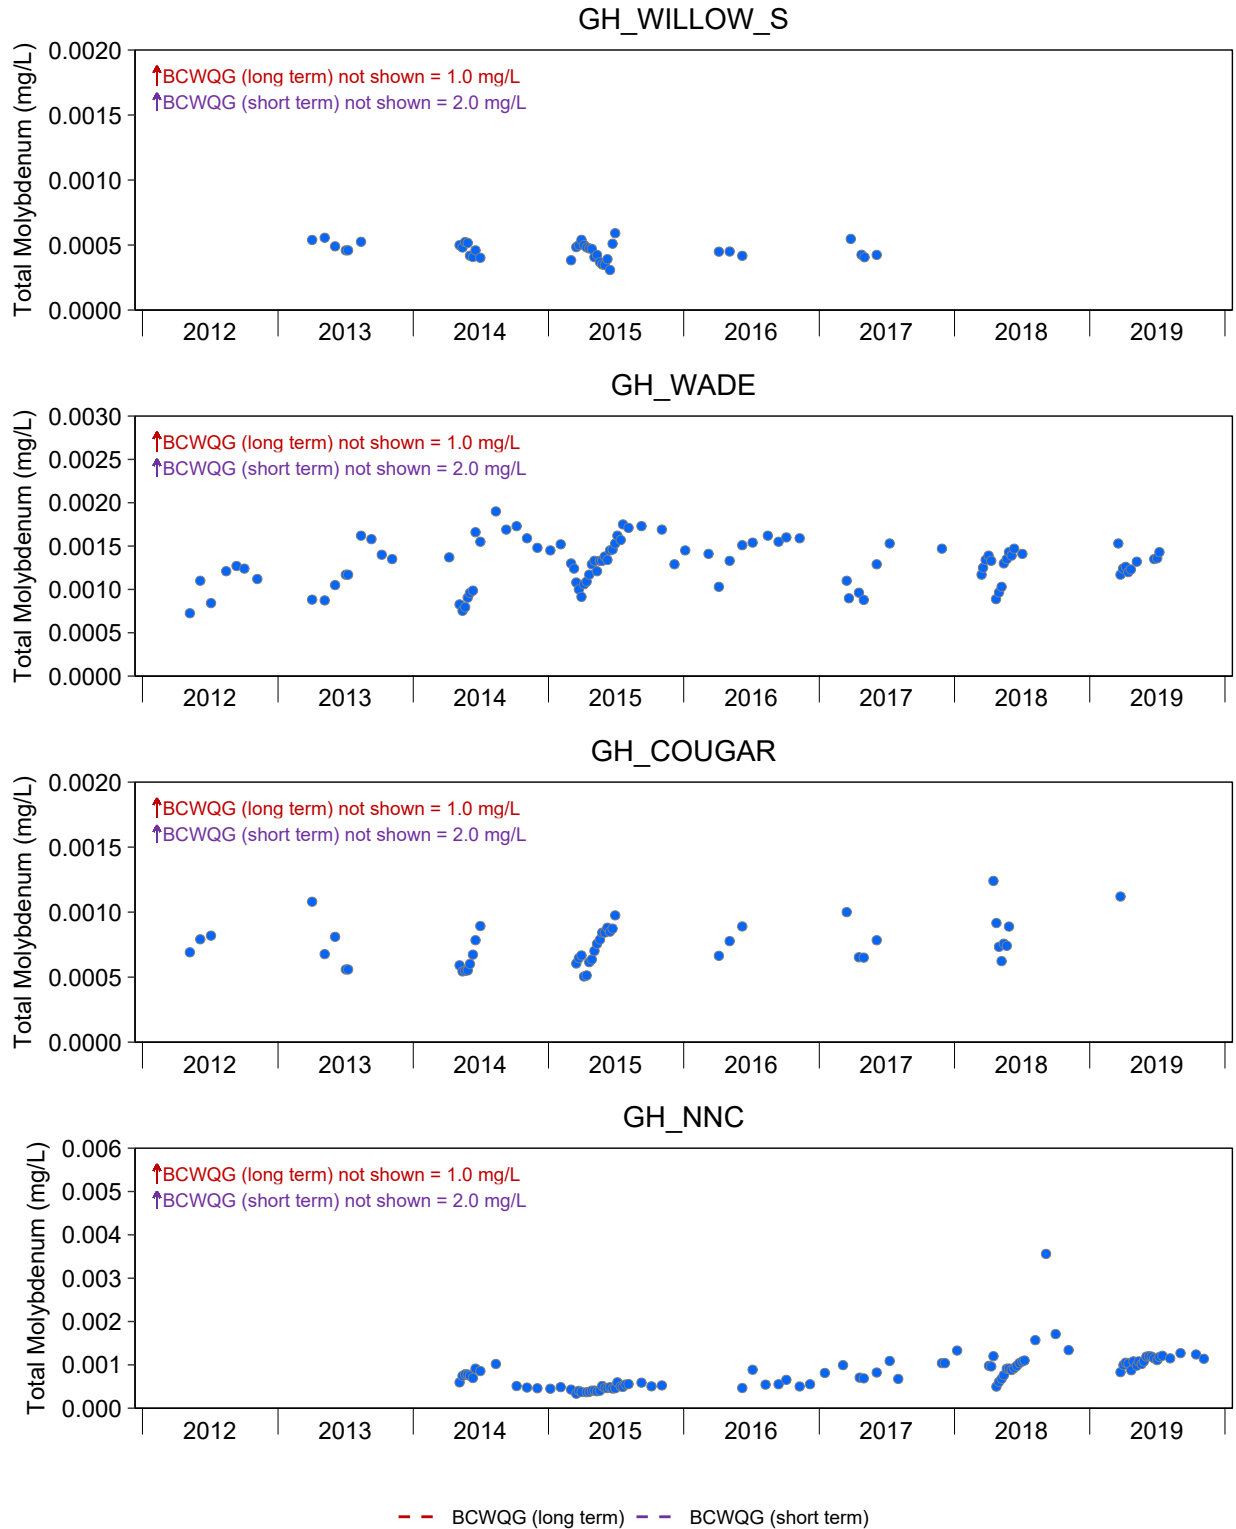 GH_WILLOW_S
Total Molybdenum (mg/L)
0.0020
0.0015
0.0010
0.0005
0.0000
BCWQG (long term) not shown = 1.0 mg/L
BCWQG (short term) not shown = 2.0 mg/L
2012 2013 2014 2015 2016 2017 2018 2019
GH_WADE
Total Molybdenum (mg/L)
0.0030
0.0025
0.0020
0.0015
0.0010
0.0005
0.0000
BCWQG (long term) not shown = 1.0 mg/L
BCWQG (short term) not shown = 2.0 mg/L
2012 2013 2014 2015 2016 2017 2018 2019
GH_COUGAR
Total Molybdenum (mg/L)
0.0020
0.0015
0.0010
0.0005
0.0000
BCWQG (long term) not shown = 1.0 mg/L
BCWQG (short term) not shown = 2.0 mg/L
2012 2013 2014 2015 2016 2017 2018 2019
GH_NNC
Total Molybdenum (mg/L)
0.006
0.005
0.004
0.003
0.002
0.001
0.000
BCWQG (long term) not shown = 1.0 mg/L
BCWQG (short term) not shown = 2.0 mg/L
2012 2013 2014 2015 2016 2017 2018 2019
BCWQG (long term) BCWQG (short term)